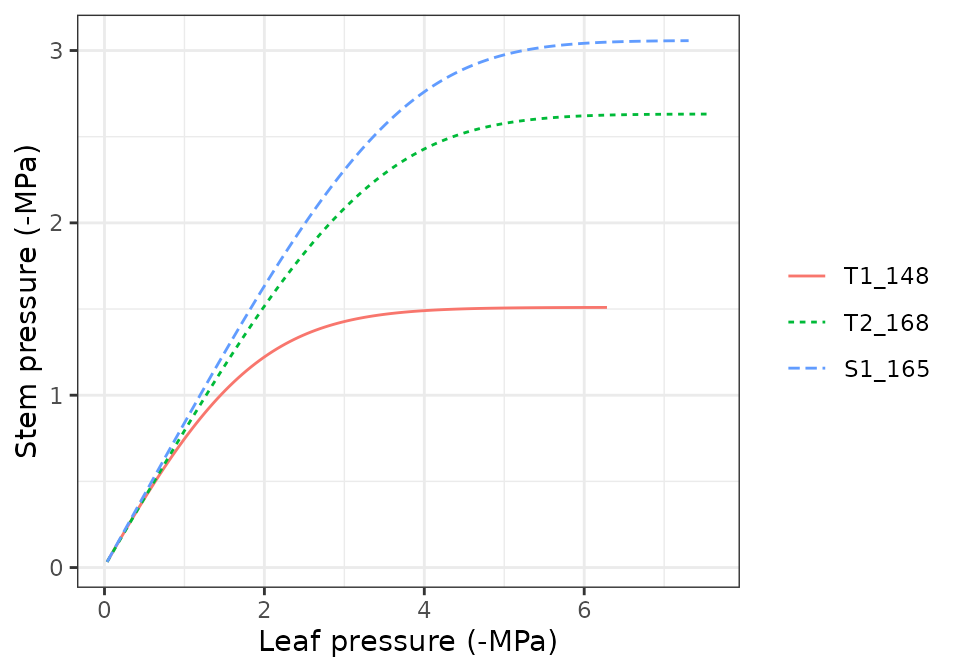 3
2
1
0
0 2 4 6
Leaf pressure (-MPa)
Stem pressure (-MPa)
T1_148
T2_168
S1_165